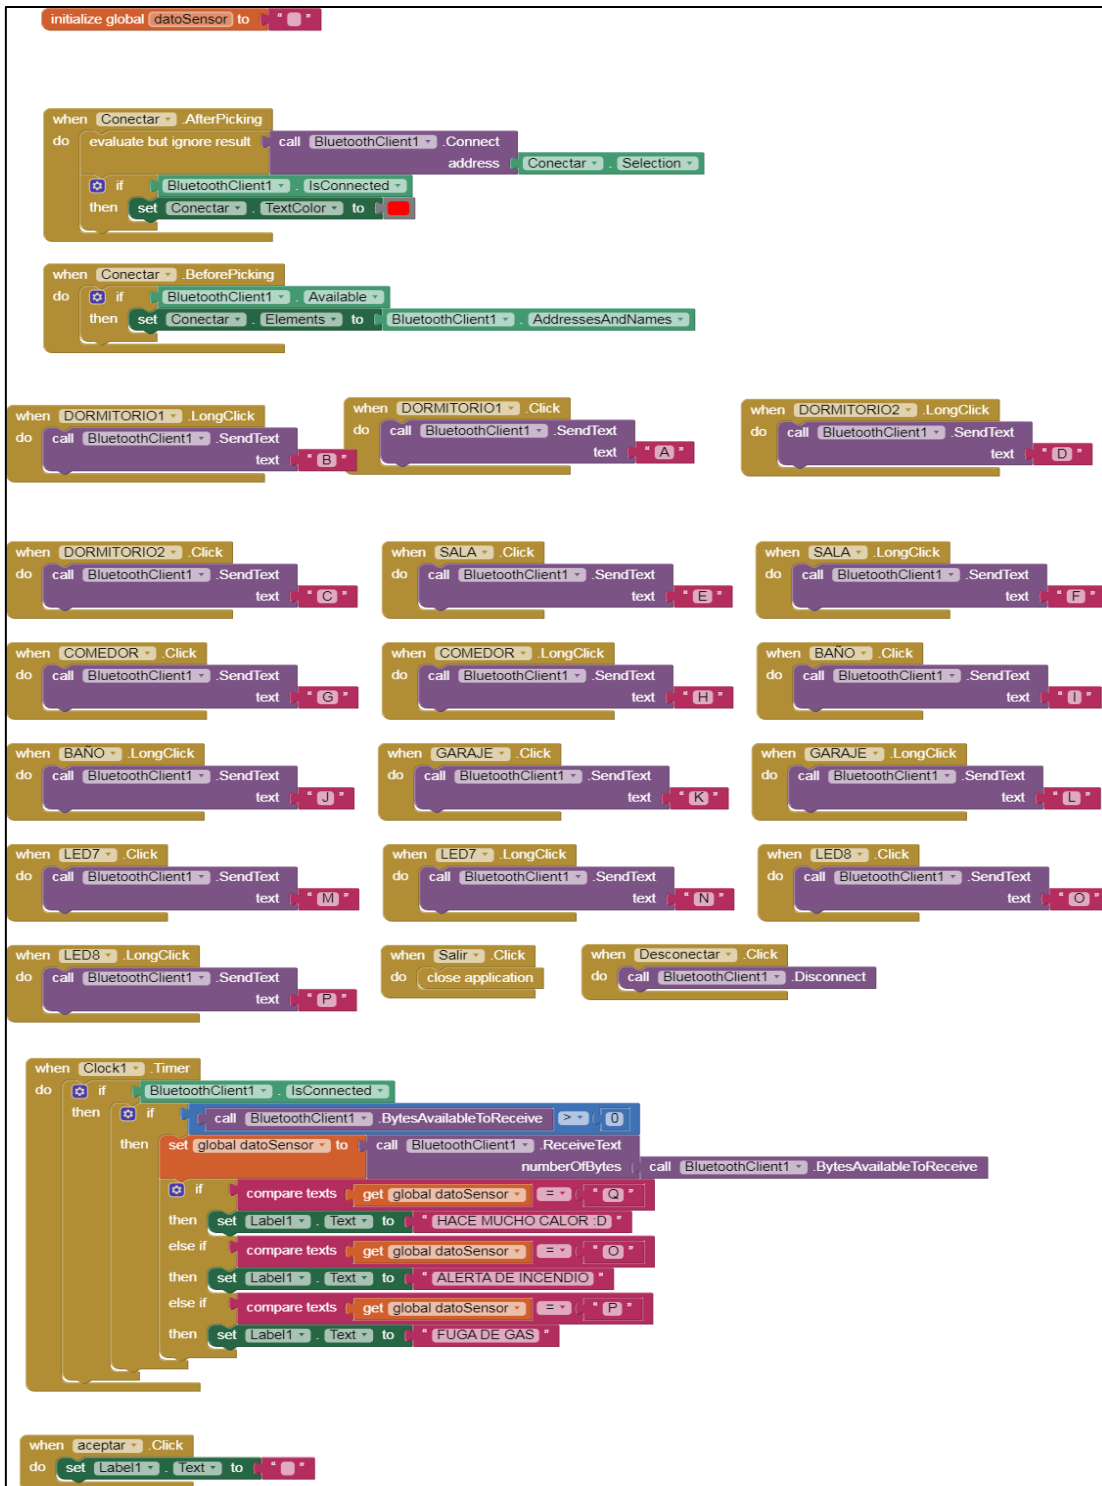 initialize global datoSensor to " "
when Conectar .AfterPicking
do evaluate but ignore result call BluetoothClient1 .Connect
address Conectar . Selection
if BluetoothClient1 . IsConnected
then set Conectar . TextColor to
when Conectar .BeforePicking
do if BluetoothClient1 . Available
then set Conectar . Elements to BluetoothClient1 . AddressesAndNames
when DORMITORIO1 .LongClick
do call BluetoothClient1 .SendText
text " B "
when DORMITORIO1 .Click
do call BluetoothClient1 .SendText
text " A "
when DORMITORIO2 .LongClick
do call BluetoothClient1 .SendText
text " D "
when DORMITORIO2 .Click
do call BluetoothClient1 .SendText
text " C "
when SALA .Click
do call BluetoothClient1 .SendText
text " E "
when SALA .LongClick
do call BluetoothClient1 .SendText
text " F "
when COMEDOR .Click
do call BluetoothClient1 .SendText
text " G "
when COMEDOR .LongClick
do call BluetoothClient1 .SendText
text " H "
when BAÑO .Click
do call BluetoothClient1 .SendText
text " I "
when BAÑO .LongClick
do call BluetoothClient1 .SendText
text " J "
when GARAJE .Click
do call BluetoothClient1 .SendText
text " K "
when GARAJE .LongClick
do call BluetoothClient1 .SendText
text " L "
when LED7 .Click
do call BluetoothClient1 .SendText
text " M "
when LED7 .LongClick
do call BluetoothClient1 .SendText
text " N "
when LED8 .Click
do call BluetoothClient1 .SendText
text " O "
when LED8 .LongClick
do call BluetoothClient1 .SendText
text " P "
when Salir .Click
do close application
when Desconectar .Click
do call BluetoothClient1 .Disconnect
when Clock1 .Timer
do if BluetoothClient1 . IsConnected
then if call BluetoothClient1 .BytesAvailableToReceive > 0
then set global datoSensor to call BluetoothClient1 .ReceiveText
numberOfBytes call BluetoothClient1 .BytesAvailableToReceive
if compare texts get global datoSensor = " Q "
then set Label1 . Text to " HACE MUCHO CALOR :D "
else if compare texts get global datoSensor = " O "
then set Label1 . Text to " ALERTA DE INCENDIO "
else if compare texts get global datoSensor = " P "
then set Label1 . Text to " FUGA DE GAS "
when aceptar .Click
do set Label1 . Text to " "